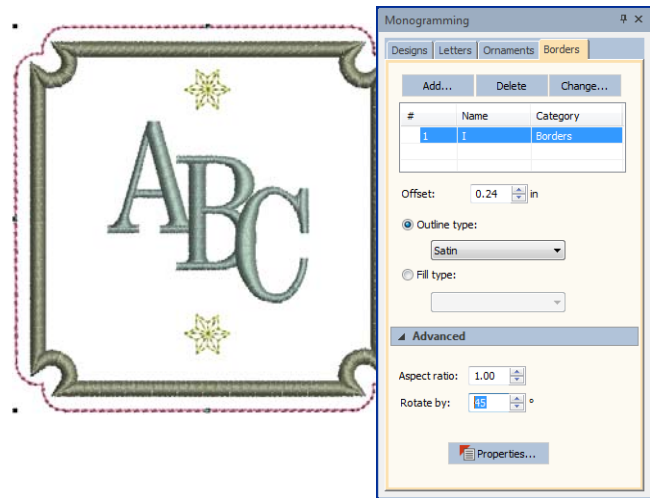 Monogramming
Designs Letters Ornaments Borders
Add... Delete Change...
# Name Category
1 I Borders
Offset: 0.24 in
Outline type:
Satin
Fill type:
Advanced
Aspect ratio: 1.00
Rotate by: 45 °
Properties...
ABC